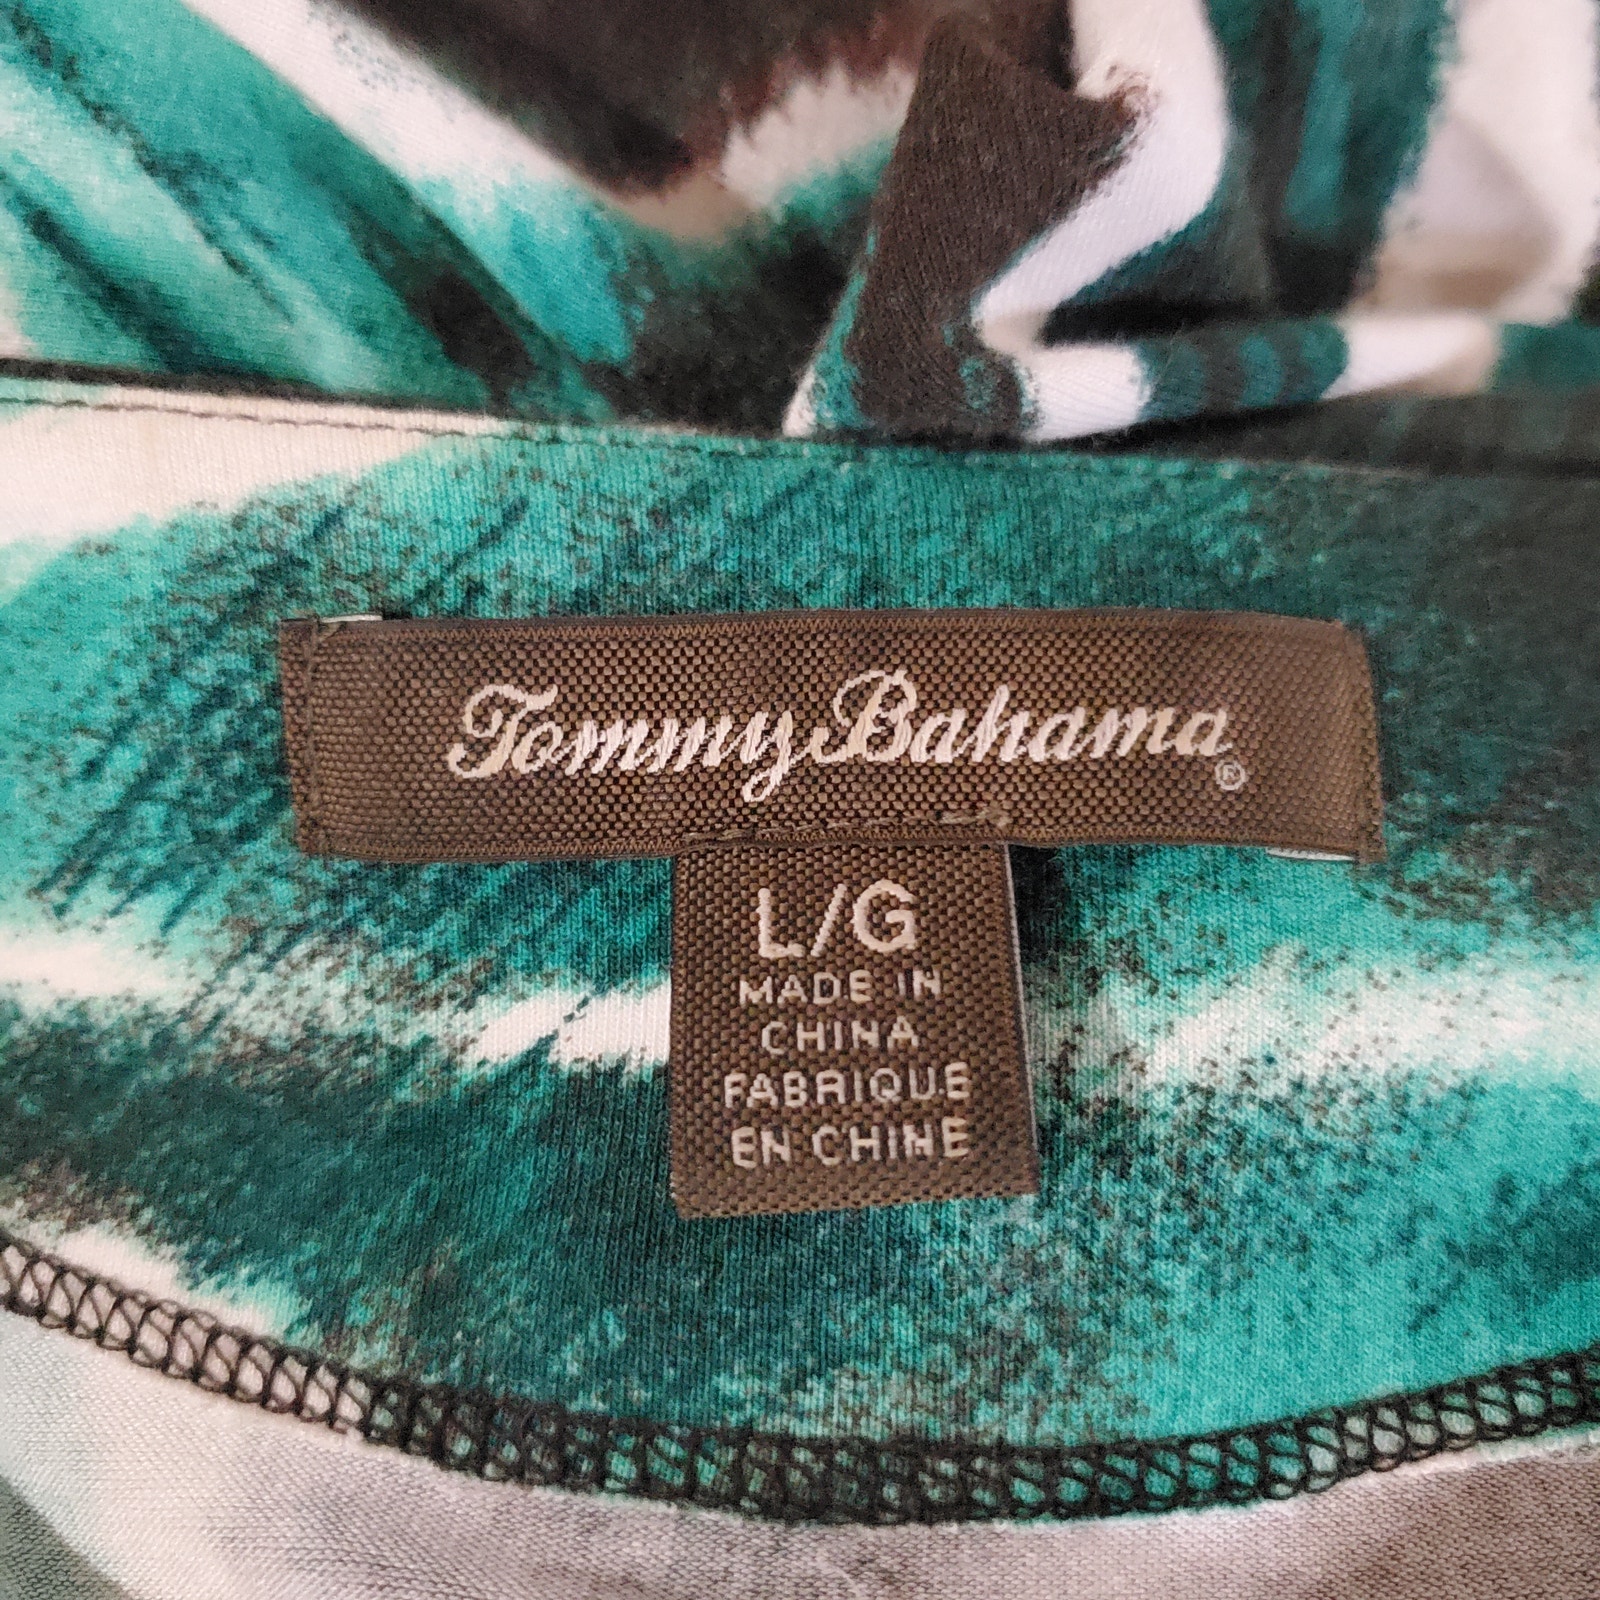 Tommy Bahama®
L/G
MADE IN
CHINA
FABRIQUE
EN CHINE